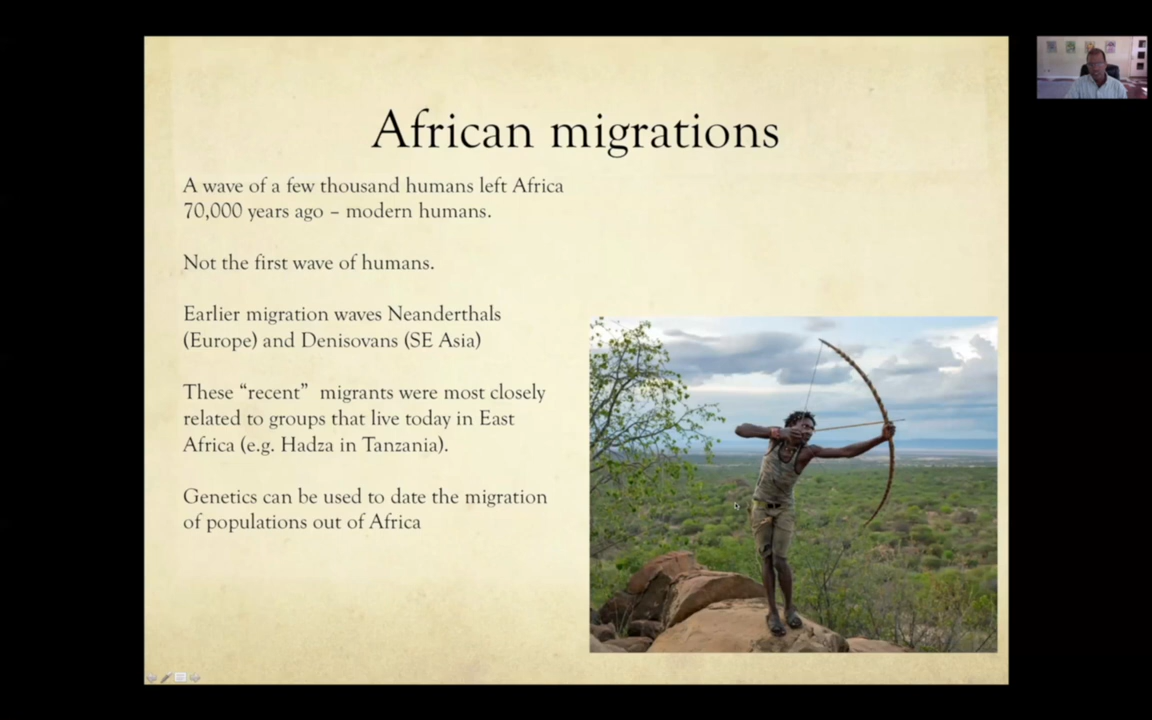 African migrations
A wave of a few thousand humans left Africa
70,000 years ago – modern humans.
Not the first wave of humans.
Earlier migration waves Neanderthals
(Europe) and Denisovans (SE Asia)
These “recent”  migrants were most closely
related to groups that live today in East
Africa (e.g. Hadza in Tanzania).
Genetics can be used to date the migration
of populations out of Africa